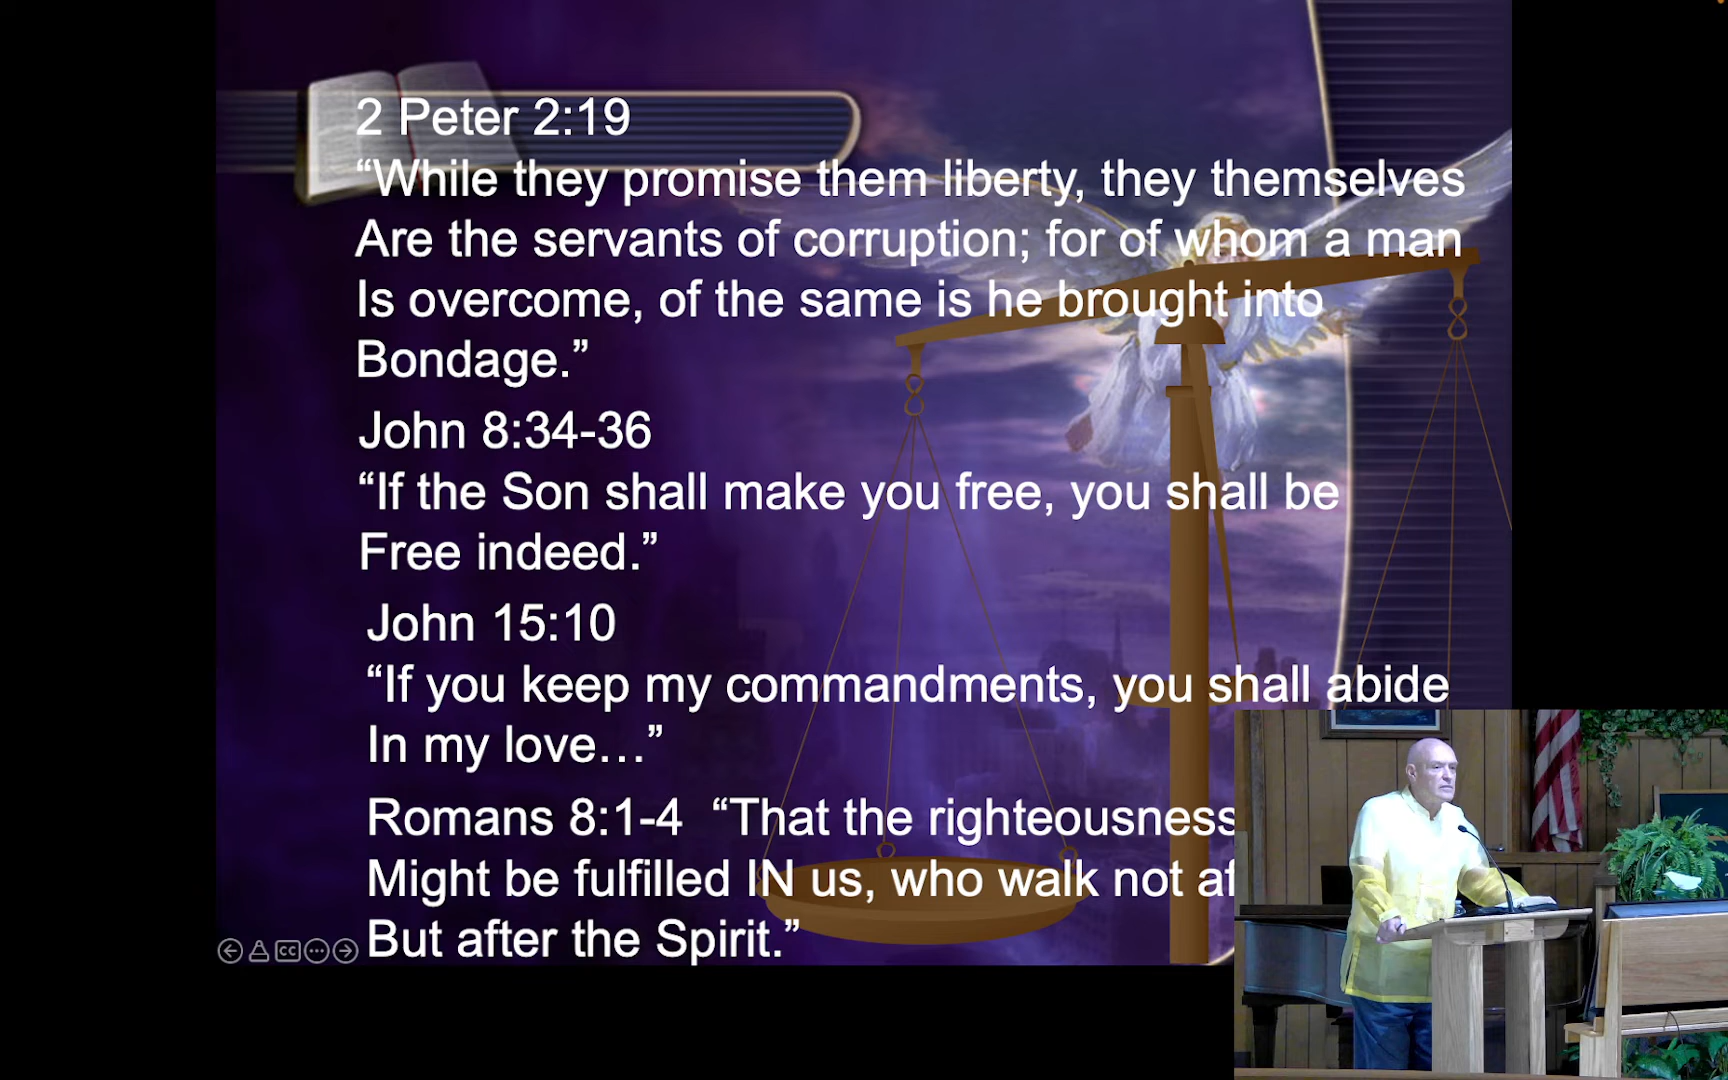 2 Peter 2:19
“While they promise them liberty, they themselves
Are the servants of corruption; for of whom a man
Is overcome, of the same is he brought into
Bondage.”
John 8:34-36
“If the Son shall make you free, you shall be
Free indeed.”
John 15:10
“If you keep my commandments, you shall abide
In my love…”
Romans 8:1-4 “That the righteousness
Might be fulfilled IN us, who walk not
But after the Spirit.”
cc